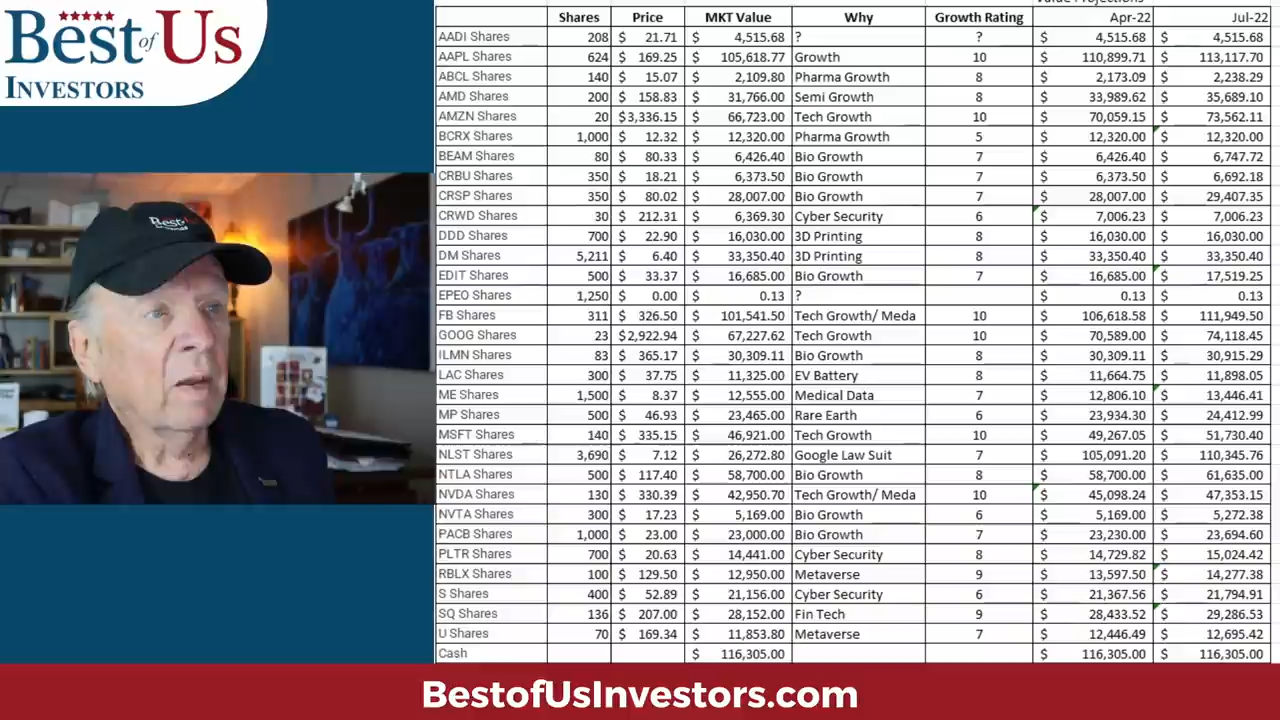 Best of Us
INVESTORS
Best
Shares Price MKT Value Why Growth Rating Apr-22 Jul-22
AADI Shares 208 $ 21.71 $ 4,515.68 ? ? $ 4,515.68 $ 4,515.68
AAPL Shares 624 $ 169.25 $ 105,618.77 Growth 10 $ 110,899.71 $ 113,117.70
ABCL Shares 140 $ 15.07 $ 2,109.80 Pharma Growth 8 $ 2,173.09 $ 2,238.29
AMD Shares 200 $ 158.83 $ 31,766.00 Semi Growth 8 $ 33,989.62 $ 35,689.10
AMZN Shares 20 $3,336.15 $ 66,723.00 Tech Growth 10 $ 70,059.15 $ 73,562.11
BCRX Shares 1,000 $ 12.32 $ 12,320.00 Pharma Growth 5 $ 12,320.00 $ 12,320.00
BEAM Shares 80 $ 80.33 $ 6,426.40 Bio Growth 7 $ 6,426.40 $ 6,747.72
CRBU Shares 350 $ 18.21 $ 6,373.50 Bio Growth 7 $ 6,373.50 $ 6,692.18
CRSP Shares 350 $ 80.02 $ 28,007.00 Bio Growth 7 $ 28,007.00 $ 29,407.35
CRWD Shares 30 $ 212.31 $ 6,369.30 Cyber Security 6 $ 7,006.23 $ 7,006.23
DDD Shares 700 $ 22.90 $ 16,030.00 3D Printing 8 $ 16,030.00 $ 16,030.00
DM Shares 5,211 $ 6.40 $ 33,350.40 3D Printing 8 $ 33,350.40 $ 33,350.40
EDIT Shares 500 $ 33.37 $ 16,685.00 Bio Growth 7 $ 16,685.00 $ 17,519.25
EPEO Shares 1,250 $ 0.00 $ 0.13 ? $ 0.13 $ 0.13
FB Shares 311 $ 326.50 $ 101,541.50 Tech Growth/ Meda 10 $ 106,618.58 $ 111,949.50
GOOG Shares 23 $2,922.94 $ 67,227.62 Tech Growth 10 $ 70,589.00 $ 74,118.45
ILMN Shares 83 $ 365.17 $ 30,309.11 Bio Growth 8 $ 30,309.11 $ 30,915.29
LAC Shares 300 $ 37.75 $ 11,325.00 EV Battery 8 $ 11,664.75 $ 11,898.05
ME Shares 1,500 $ 8.37 $ 12,555.00 Medical Data 7 $ 12,806.10 $ 13,446.41
MP Shares 500 $ 46.93 $ 23,465.00 Rare Earth 6 $ 23,934.30 $ 24,412.99
MSFT Shares 140 $ 335.15 $ 46,921.00 Tech Growth 10 $ 49,267.05 $ 51,730.40
NLST Shares 3,690 $ 7.12 $ 26,272.80 Google Law Suit 7 $ 105,091.20 $ 110,345.76
NTLA Shares 500 $ 117.40 $ 58,700.00 Bio Growth 8 $ 58,700.00 $ 61,635.00
NVDA Shares 130 $ 330.39 $ 42,950.70 Tech Growth/ Meda 10 $ 45,098.24 $ 47,353.15
NVTA Shares 300 $ 17.23 $ 5,169.00 Bio Growth 6 $ 5,169.00 $ 5,272.38
PACB Shares 1,000 $ 23.00 $ 23,000.00 Bio Growth 7 $ 23,230.00 $ 23,694.60
PLTR Shares 700 $ 20.63 $ 14,441.00 Cyber Security 8 $ 14,729.82 $ 15,024.42
RBLX Shares 100 $ 129.50 $ 12,950.00 Metaverse 9 $ 13,597.50 $ 14,277.38
S Shares 400 $ 52.89 $ 21,156.00 Cyber Security 6 $ 21,367.56 $ 21,794.91
SQ Shares 136 $ 207.00 $ 28,152.00 Fin Tech 9 $ 28,433.52 $ 29,286.53
U Shares 70 $ 169.34 $ 11,853.80 Metaverse 7 $ 12,446.49 $ 12,695.42
Cash $ 116,305.00 $ 116,305.00 $ 116,305.00
BestofUsInvestors.com